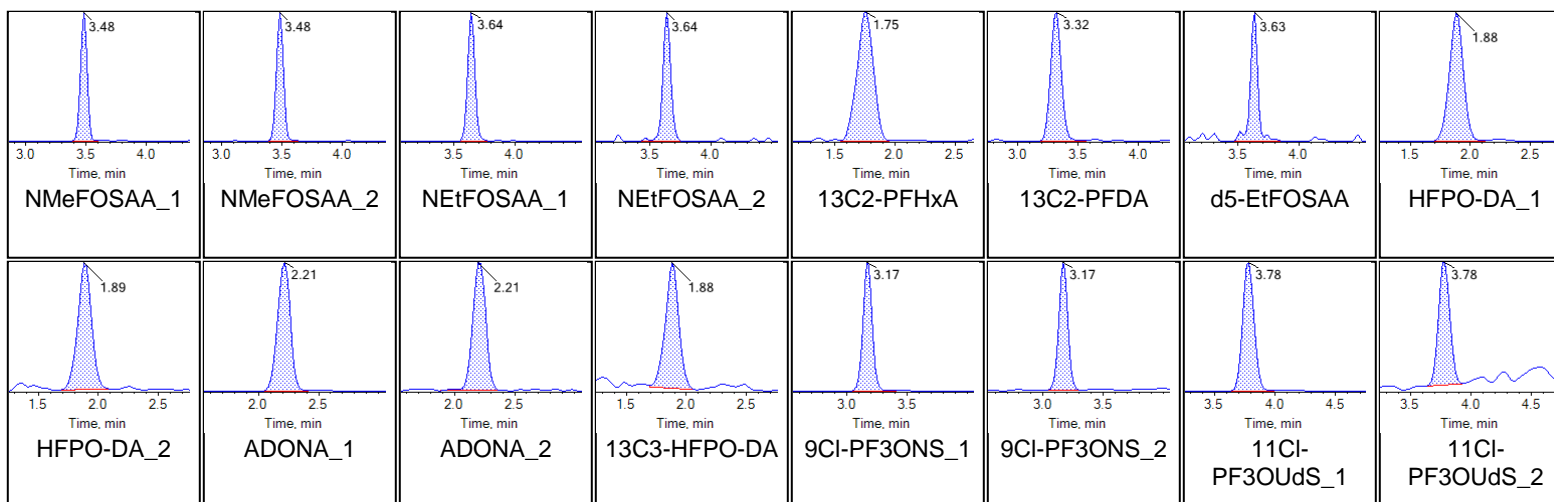 3.48 3.48 3.64 3.64 1.75 3.32 3.63 1.88
3.0 3.5 4.0 3.0 3.5 4.0 3.5 4.0 3.5 4.0 1.5 2.0 2.5 3.0 3.5 4.0 3.5 4.0 1.5 2.0 2.5
Time, min Time, min Time, min Time, min Time, min Time, min Time, min Time, min
NMeFOSAA_1 NMeFOSAA_2 NEtFOSAA_1 NEtFOSAA_2 13C2-PFHxA 13C2-PFDA d5-EtFOSAA HFPO-DA_1
1.89 2.21 2.21 1.88 3.17 3.17 3.78 3.78
1.5 2.0 2.5 2.0 2.5 2.0 2.5 1.5 2.0 2.5 3.0 3.5 3.0 3.5 3.5 4.0 4.5 3.5 4.0 4.5
Time, min Time, min Time, min Time, min Time, min Time, min Time, min Time, min
HFPO-DA_2 ADONA_1 ADONA_2 13C3-HFPO-DA 9Cl-PF3ONS_1 9Cl-PF3ONS_2 11Cl- 11Cl-
PF3OUdS_1 PF3OUdS_2